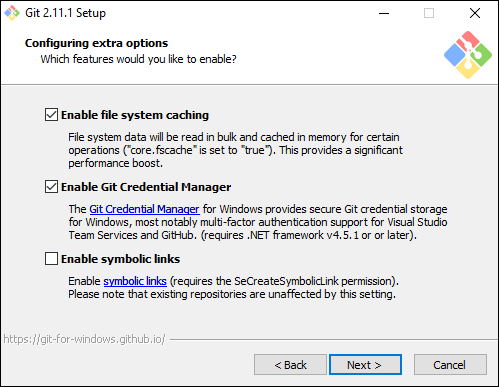 Git 2.11.1 Setup
Configuring extra options
Which features would you like to enable?
Enable file system caching
File system data will be read in bulk and cached in memory for certain
operations ("core.fscache" is set to "true"). This provides a significant
performance boost.
Enable Git Credential Manager
The Git Credential Manager for Windows provides secure Git credential storage
for Windows, most notably multi-factor authentication support for Visual Studio
Team Services and GitHub. (requires .NET framework v4.5.1 or or later).
Enable symbolic links
Enable symbolic links (requires the SeCreateSymbolicLink permission).
Please note that existing repositories are unaffected by this setting.
https://git-for-windows.github.io/
< Back
Next >
Cancel